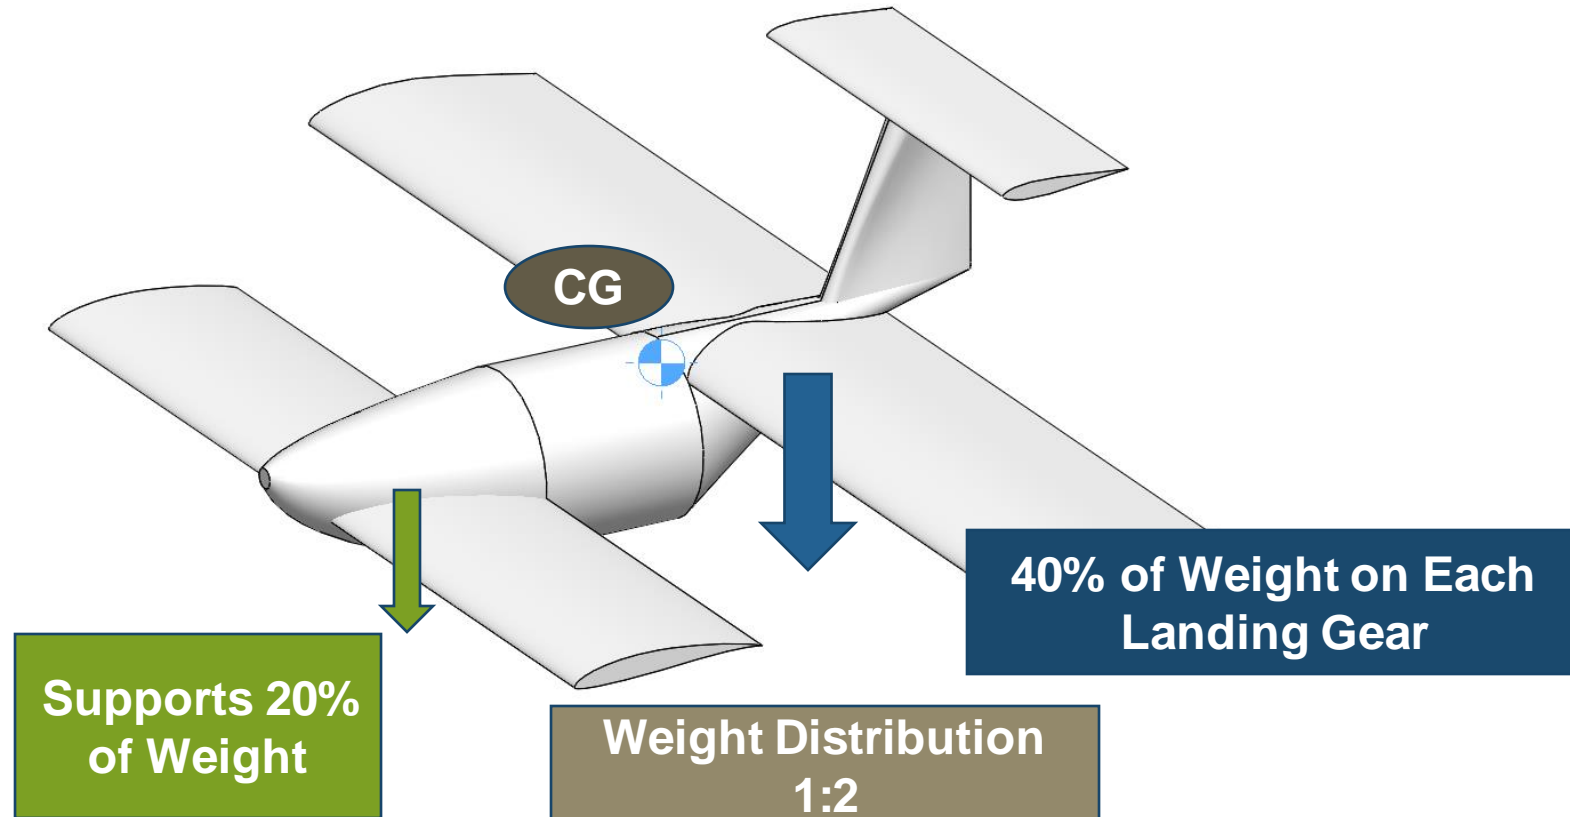 CG
40% of Weight on Each
Landing Gear
Supports 20%
of Weight
Weight Distribution
1:2